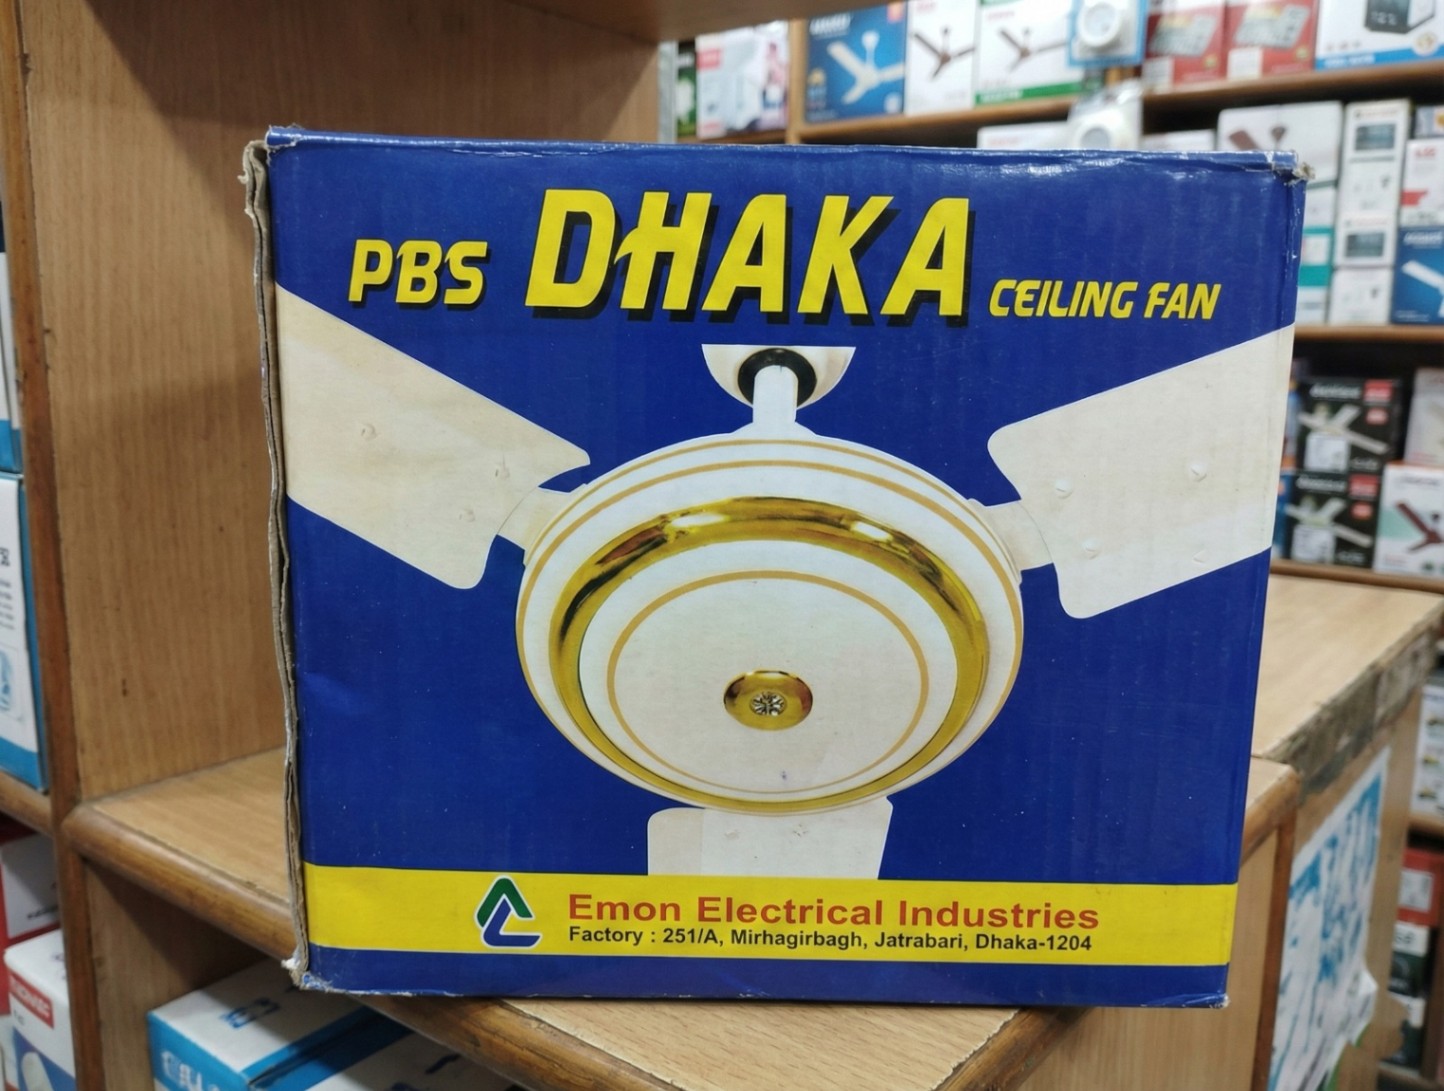 PBS DHAKA CEILING FAN
Emon Electrical Industries
Factory : 251/A, Mirhagirbagh, Jatrabari, Dhaka-1204